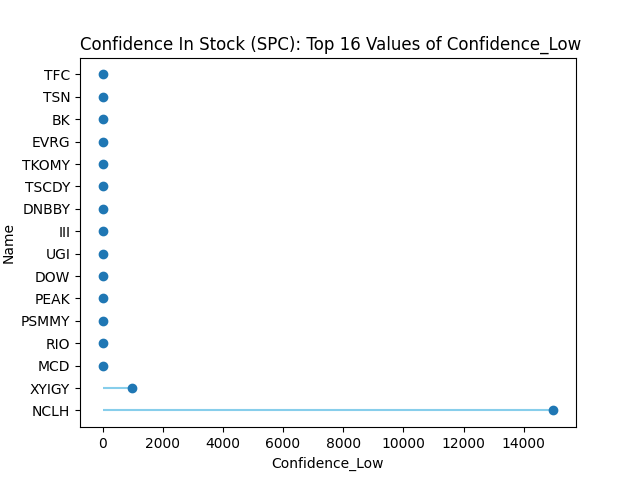 Confidence In Stock (SPC): Top 16 Values of Confidence_Low
TFC
TSN
BK
EVRG
TKOMY
TSCDY
DNBBY
III
UGI
DOW
PEAK
PSMMY
RIO
MCD
XYIGY
NCLH
Name
0 2000 4000 6000 8000 10000 12000 14000
Confidence_Low